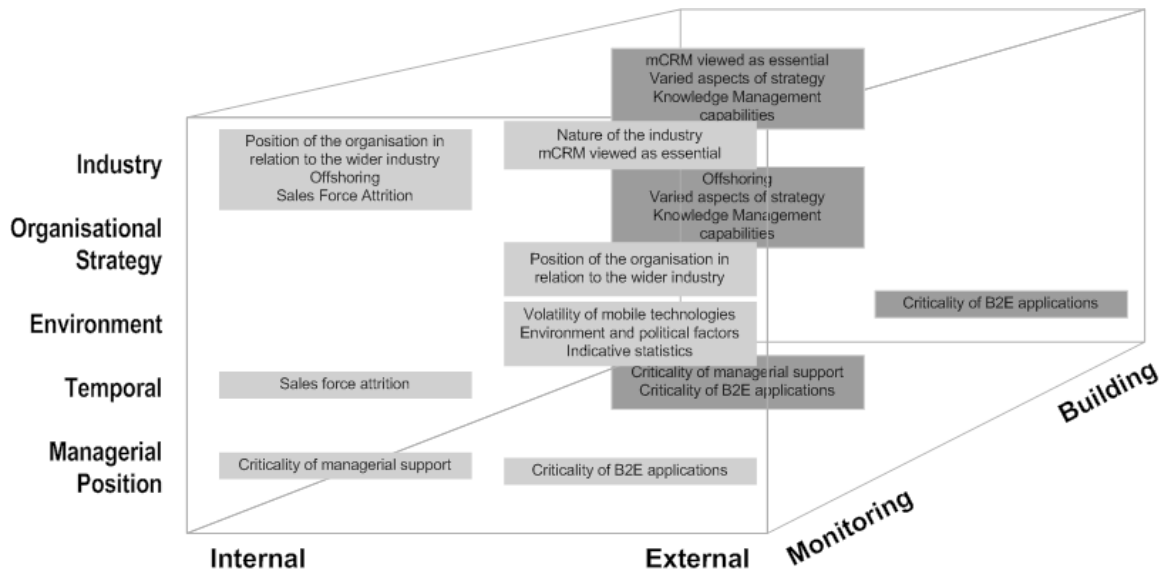 mCRM viewed as essential
Varied aspects of strategy
Knowledge Management
capabilities
Industry
Position of the organisation in
relation to the wider industry
Offshoring
Sales Force Attrition
Nature of the industry
mCRM viewed as essential
Organisational
Strategy
Offshoring
Varied aspects of strategy
Knowledge Management
capabilities
Position of the organisation in
relation to the wider industry
Environment
Volatility of mobile technologies
Environment and political factors
Indicative statistics
Criticality of B2E applications
Temporal
Sales force attrition
Criticality of managerial support
Criticality of B2E applications
Managerial
Position
Criticality of managerial support
Criticality of B2E applications
Internal
External
Monitoring
Building